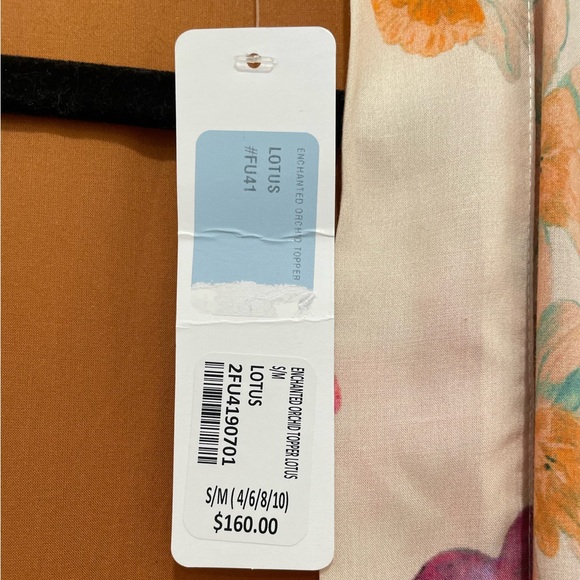 ENCHANTED ORCHID TOPPER
LOTUS
#FU41
ENCHANTED ORCHID TOPPER LOTUS
S/M
LOTUS
2FU4190701
S/M ( 4/6/8/10)
$160.00